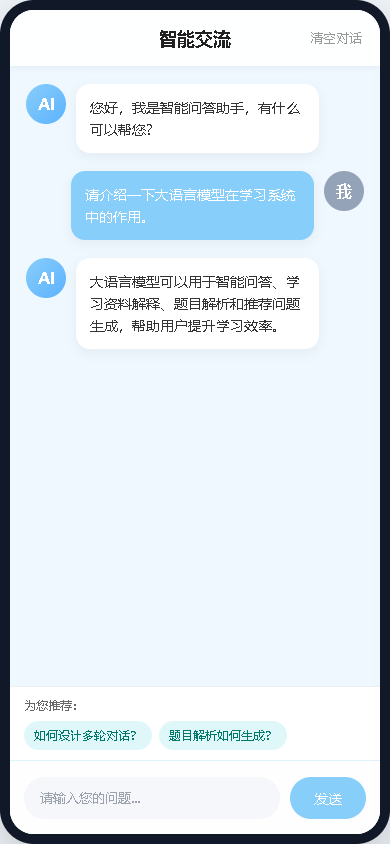 智能交流
清空对话
AI
您好，我是智能问答助手，有什么
可以帮您？
请介绍一下大语言模型在学习系统
中的作用。
我
AI
大语言模型可以用于智能问答、学
习资料解释、题目解析和推荐问题
生成，帮助用户提升学习效率。
为您推荐：
如何设计多轮对话？
题目解析如何生成？
请输入您的问题...
发送